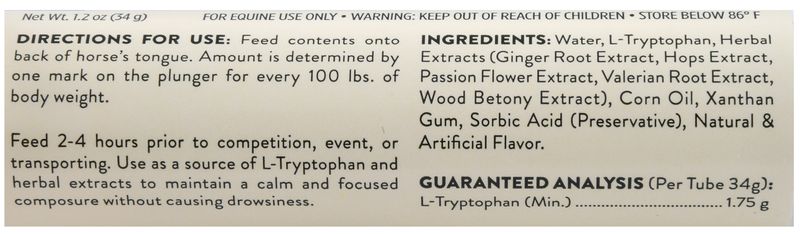 Net Wt. 1.2 oz (34 g)
FOR EQUINE USE ONLY • WARNING: KEEP OUT OF REACH OF CHILDREN • STORE BELOW 86° F
DIRECTIONS FOR USE: Feed contents onto
back of horse's tongue. Amount is determined by
one mark on the plunger for every 100 lbs. of
body weight.
Feed 2-4 hours prior to competition, event, or
transporting. Use as a source of L-Tryptophan and
herbal extracts to maintain a calm and focused
composure without causing drowsiness.
INGREDIENTS: Water, L-Tryptophan, Herbal
Extracts (Ginger Root Extract, Hops Extract,
Passion Flower Extract, Valerian Root Extract,
Wood Betony Extract), Corn Oil, Xanthan
Gum, Sorbic Acid (Preservative), Natural &
Artificial Flavor.
GUARANTEED ANALYSIS (Per Tube 34g):
L-Tryptophan (Min.) ................................. 1.75 g